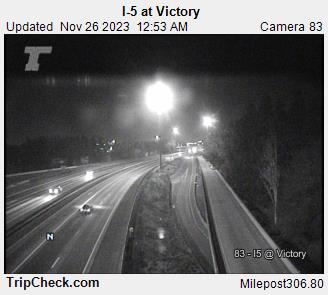 I-5 at Victory
Updated Nov 26 2023 12:53 AM Camera 83
T
N
83 - I5 @ Victory
TripCheck.com Milepost306.80